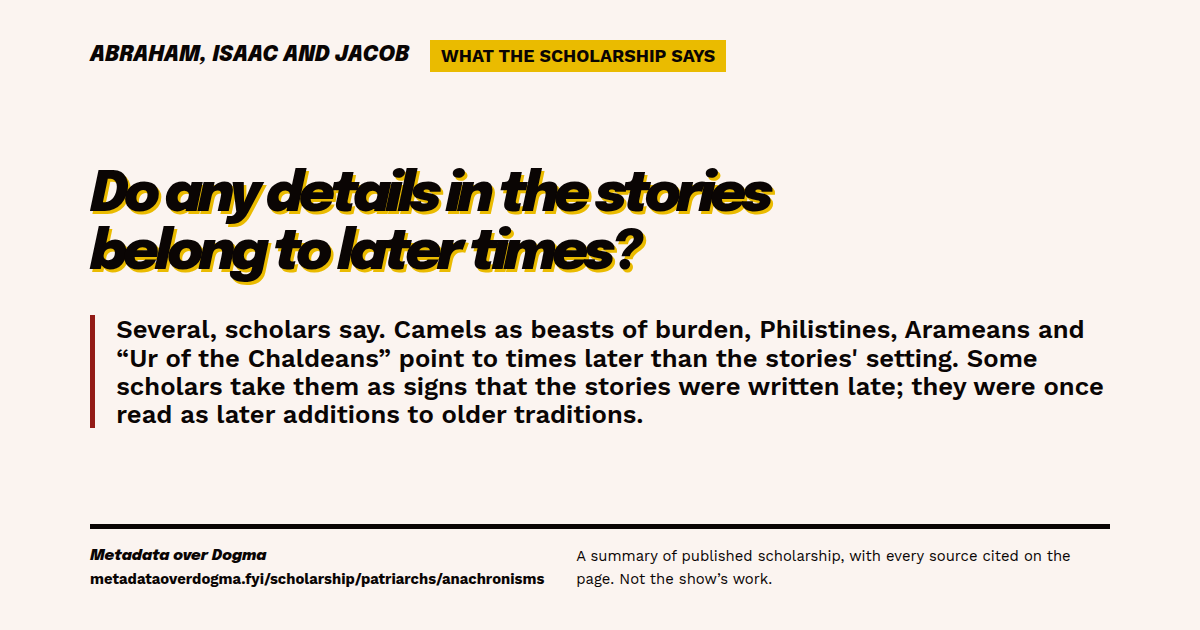 ABRAHAM, ISAAC AND JACOB
WHAT THE SCHOLARSHIP SAYS
Do any details in the stories
belong to later times?
Several, scholars say. Camels as beasts of burden, Philistines, Arameans and
“Ur of the Chaldeans” point to times later than the stories' setting. Some
scholars take them as signs that the stories were written late; they were once
read as later additions to older traditions.
Metadata over Dogma
metadataoverdogma.fyi/scholarship/patriarchs/anachronisms
A summary of published scholarship, with every source cited on the
page. Not the show’s work.